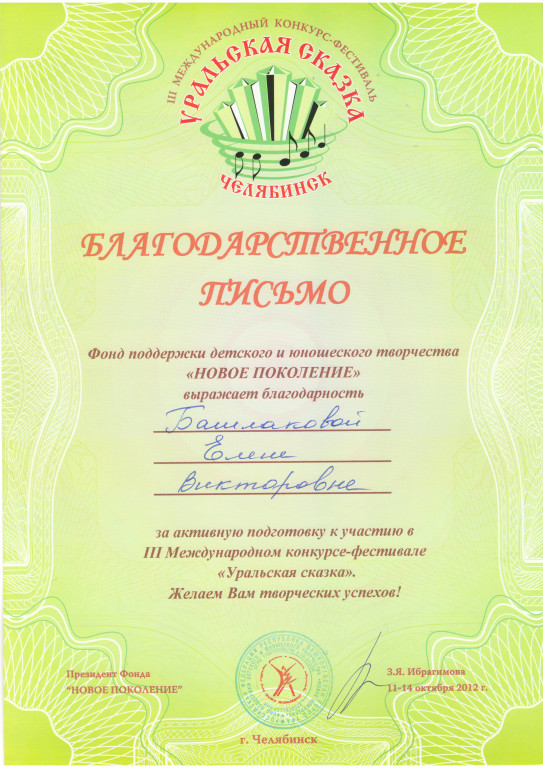 III МЕЖДУНАРОДНЫЙ КОНКУРС-ФЕСТИВАЛЬ
УРАЛЬСКАЯ СКАЗКА
ЧЕЛЯБИНСК
БЛАГОДАРСТВЕННОЕ
ПИСЬМО
Фонд поддержки детского и юношеского творчества
«НОВОЕ ПОКОЛЕНИЕ»
выражает благодарность
Башлаковой
Елене
Викторовне
за активную подготовку к участию в
III Международном конкурсе-фестивале
«Уральская сказка».
Желаем Вам творческих успехов!
Президент Фонда
"НОВОЕ ПОКОЛЕНИЕ"
З.Я. Ибрагимова
11-14 октября 2012 г.
г. Челябинск